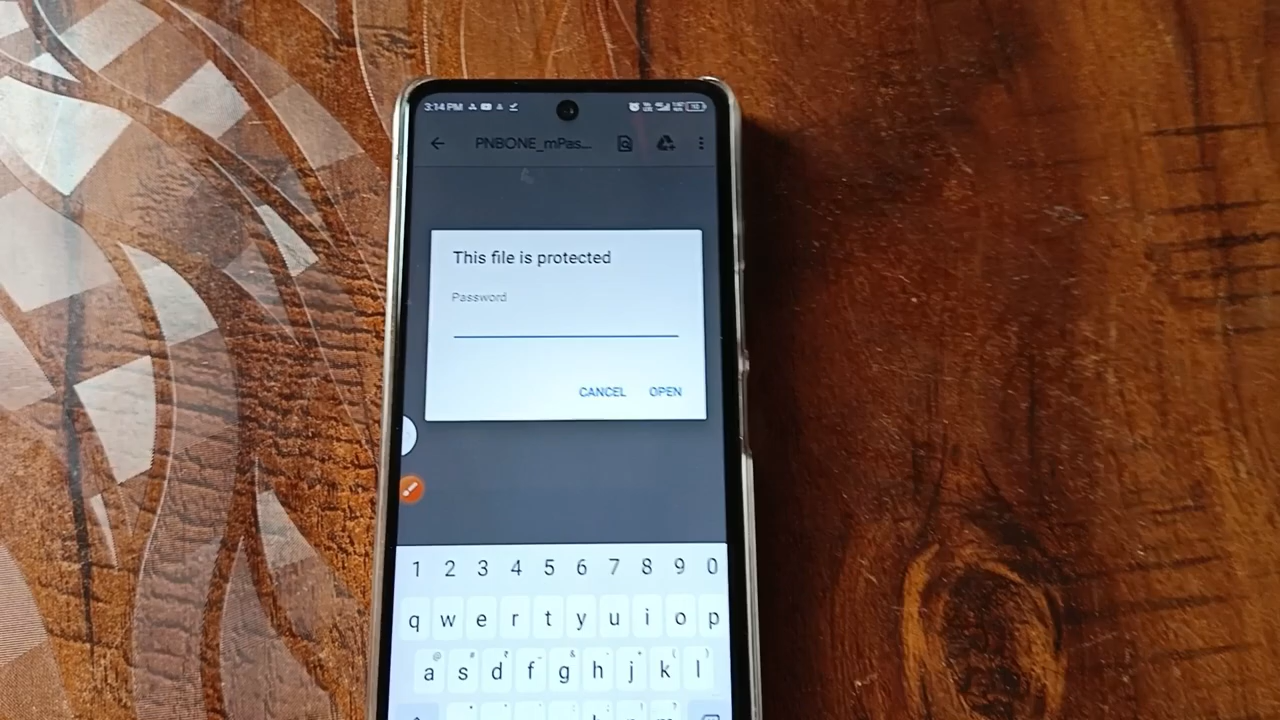 3:14 PM
PNBONE_mPas...
This file is protected
Password
CANCEL OPEN
1 2 3 4 5 6 7 8 9 0
q w e r t y u i o p
@ ₹ _ & - + ( )
a s d f g h j k l